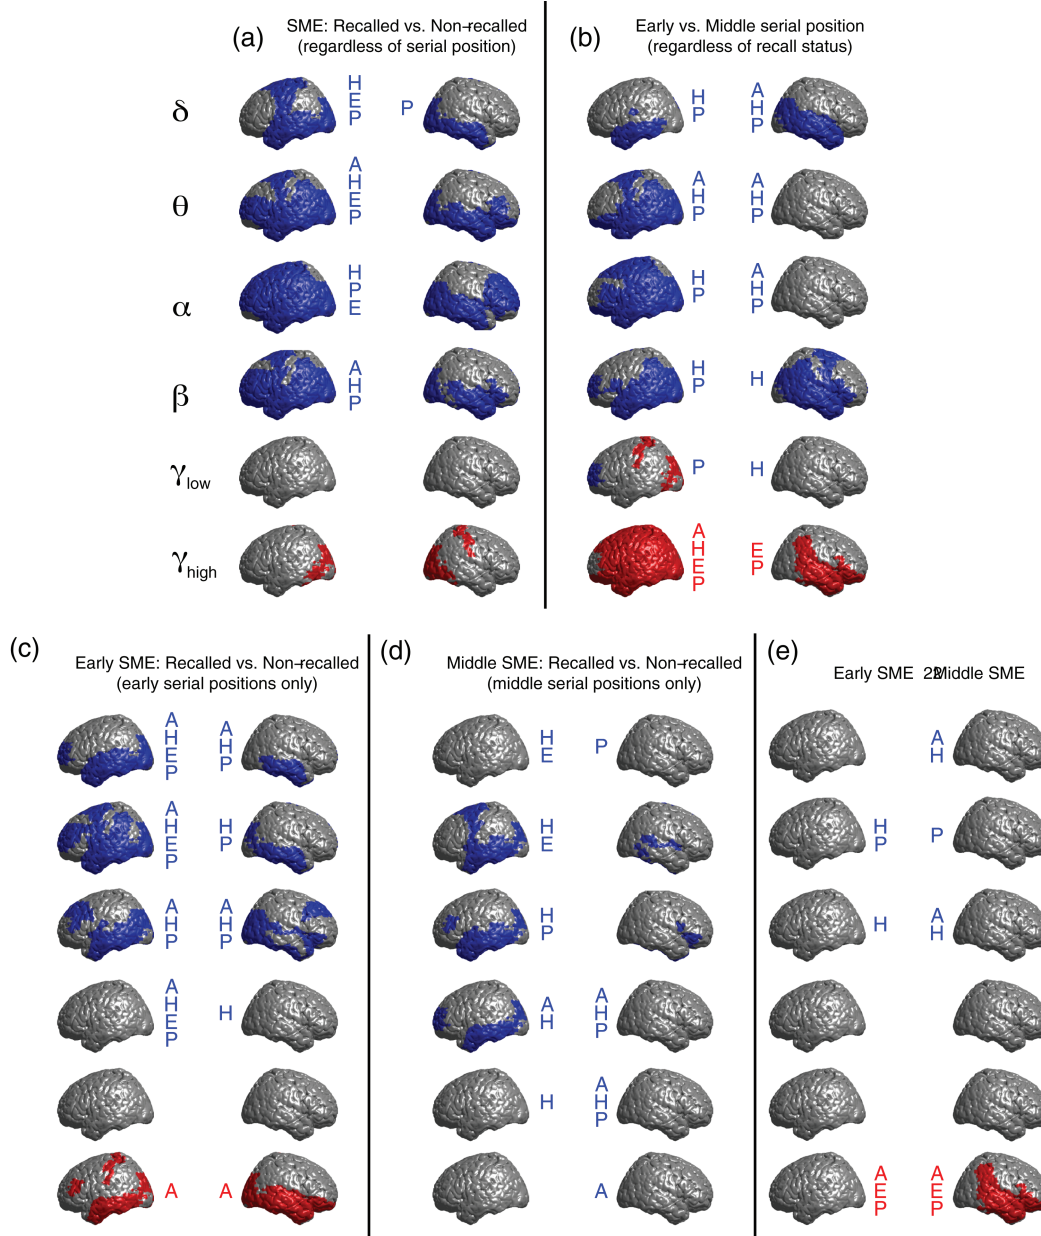 (a)
SME: Recalled vs. Non-recalled
(regardless of serial position)
(b)
Early vs. Middle serial position
(regardless of recall status)
δ
H
E
P
P
H
P
A
H
P
θ
A
H
E
P
A
H
P
A
H
P
α
H
P
E
H
P
A
H
P
β
A
H
P
H
P
H
γlow
P
H
γhigh
A
H
E
P
E
P
(c)
Early SME: Recalled vs. Non-recalled
(early serial positions only)
A
H
E
P
A
H
P
A
H
E
P
H
P
A
H
P
A
H
P
A
H
E
P
H
A
A
(d)
Middle SME: Recalled vs. Non-recalled
(middle serial positions only)
H
E
P
H
E
H
P
A
H
A
H
P
H
A
H
P
A
(e)
Early SME
Middle SME
A
H
H
P
P
H
A
H
A
E
P
A
E
P